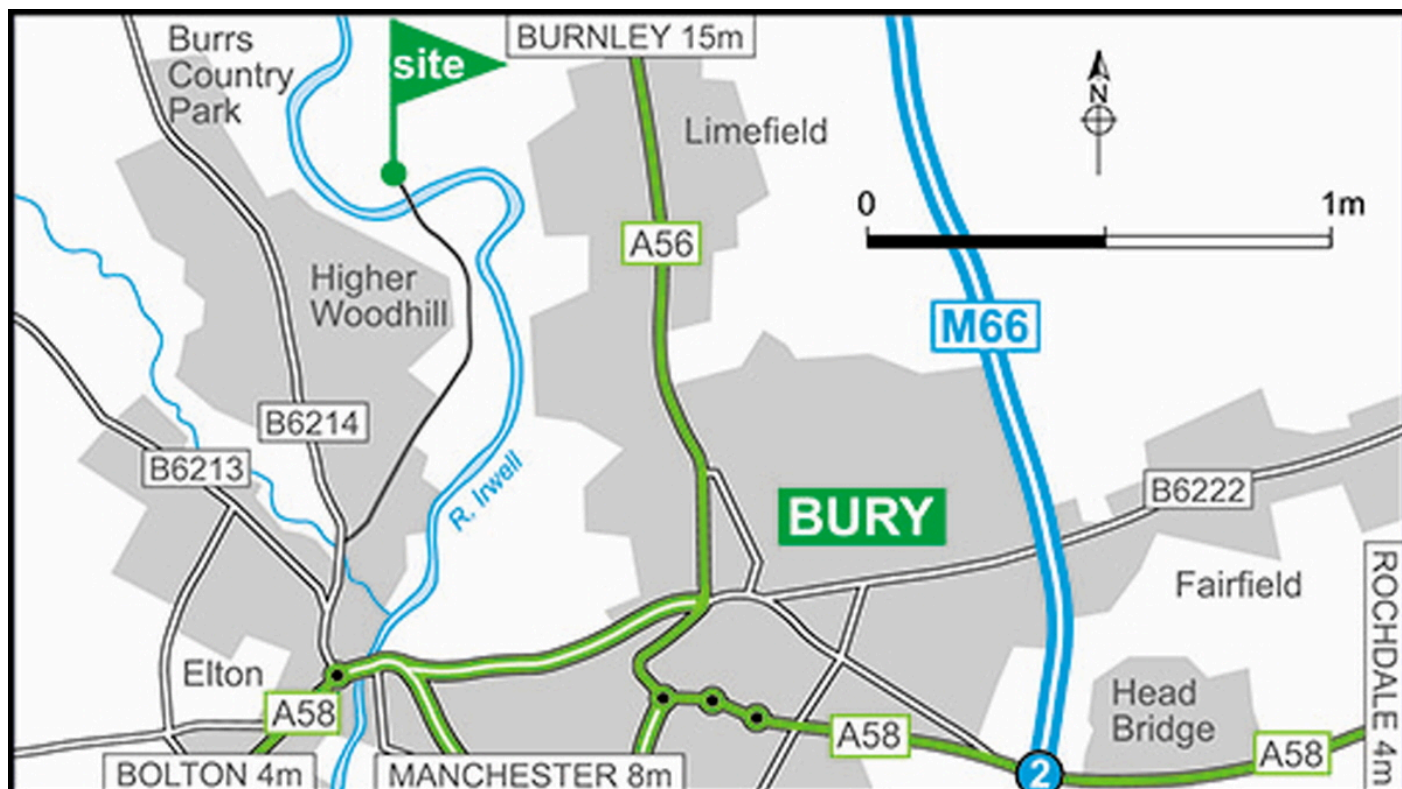 Burrs
Country
Park
site
BURNLEY 15m
N
Limefield
0
1m
A56
Higher
Woodhill
M66
B6214
B6213
R. Irwell
BURY
B6222
Fairfield
ROCHDALE 4m
Elton
A58
Head
Bridge
A58
A58
BOLTON 4m
MANCHESTER 8m
2